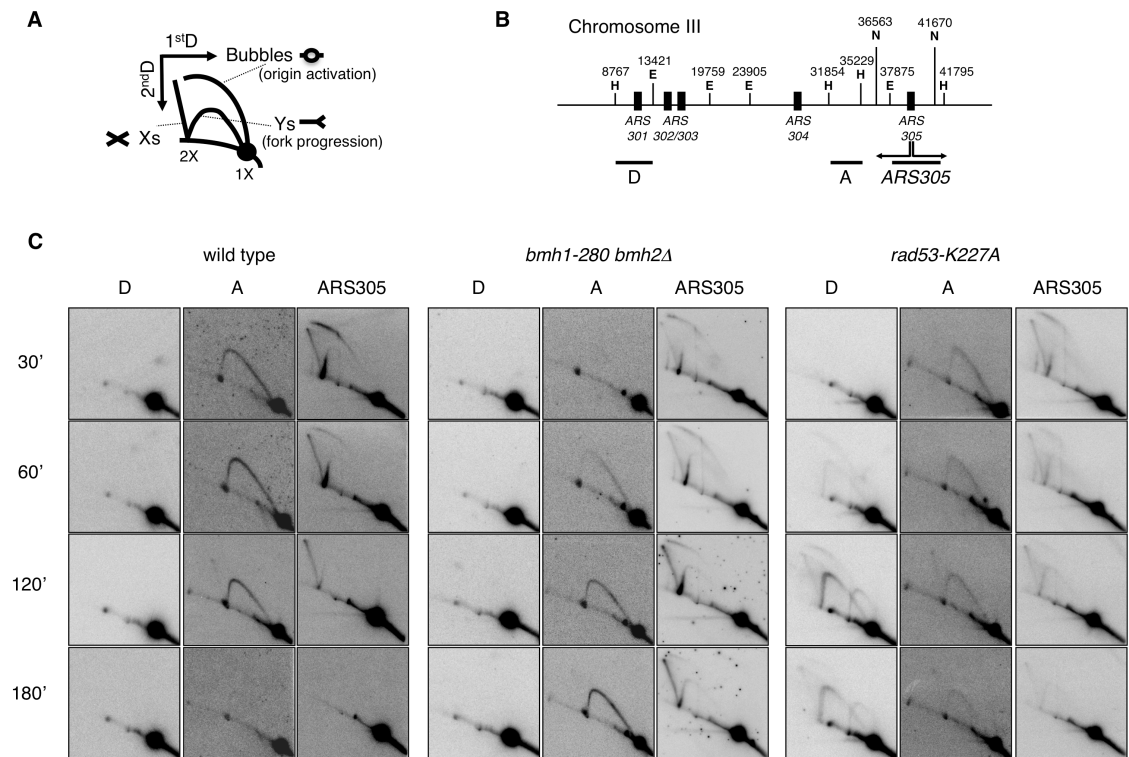 A
1stD
2ndD
Bubbles
(origin activation)
Xs
Ys
(fork progression)
2X
1X
B
Chromosome III
36563 41670
N N
13421 35229
8767 E 19759 23905 31854 H 37875 41795
H E E H E H
ARS ARS ARS ARS
301 302/303 304 305
D A ARS305
C
wild type bmh1-280 bmh2Δ rad53-K227A
D A ARS305 D A ARS305 D A ARS305
30’
60’
120’
180’